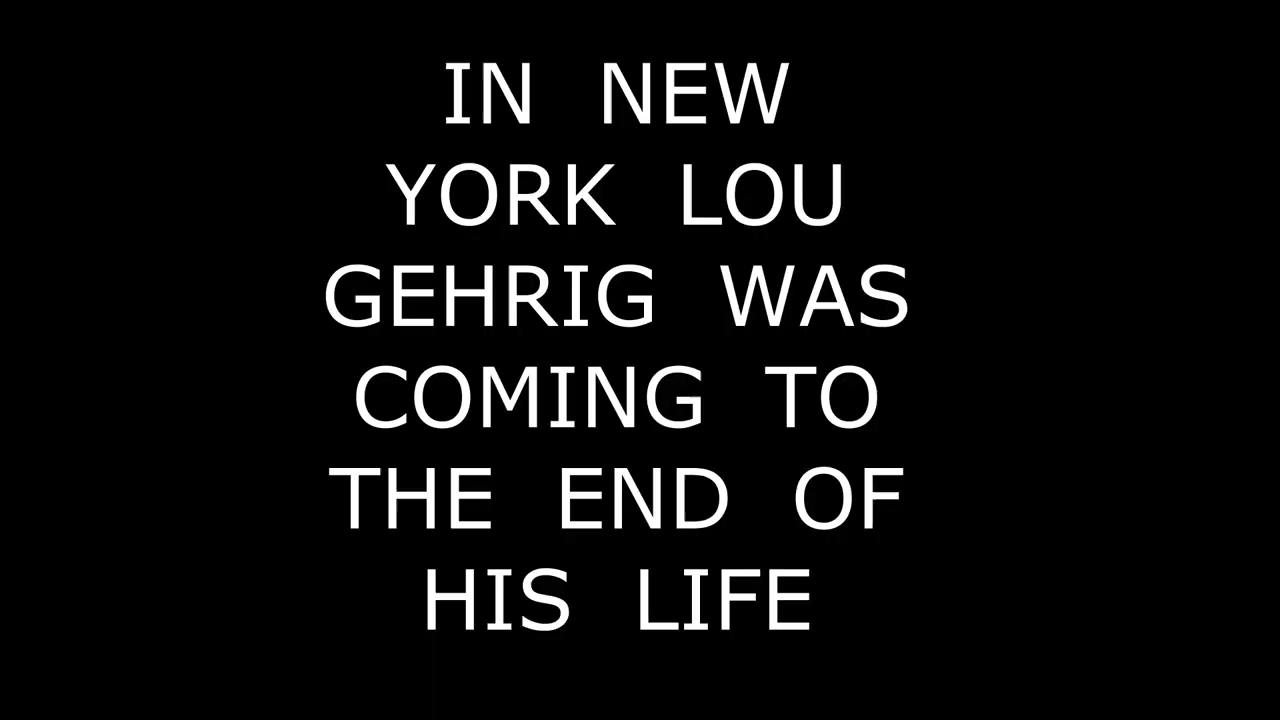 IN NEW
YORK LOU
GEHRIG WAS
COMING TO
THE END OF
HIS LIFE